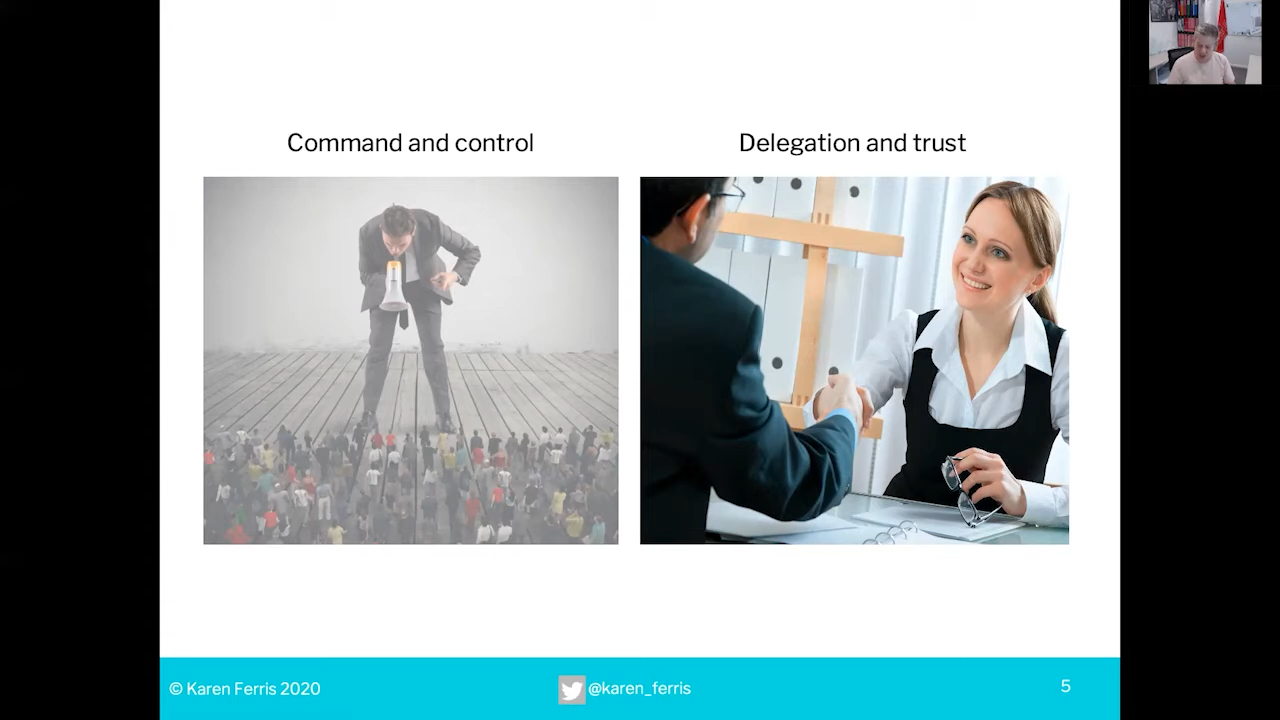 Command and control
Delegation and trust
© Karen Ferris 2020
@karen_ferris
5